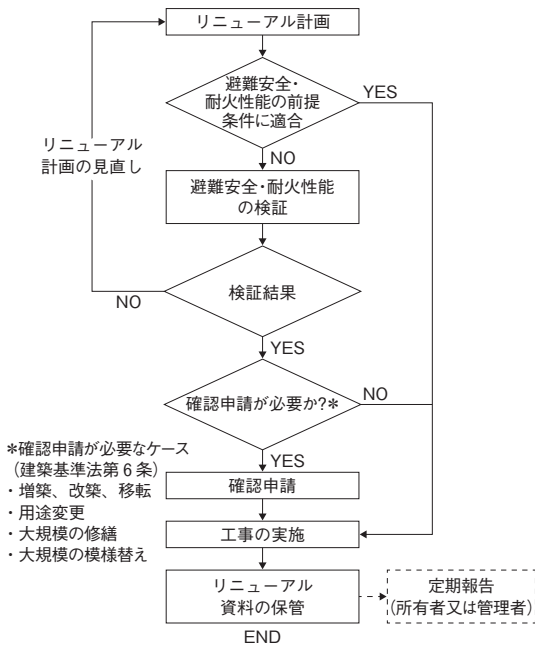 リニューアル計画
避難安全・
耐火性能の前提
条件に適合
YES
リニューアル
計画の見直し
NO
避難安全・耐火性能
の検証
検証結果
NO
YES
確認申請が必要か?*
NO
*確認申請が必要なケース
(建築基準法第6条)
・増築、改築、移転
・用途変更
・大規模の修繕
・大規模の模様替え
YES
確認申請
工事の実施
リニューアル
資料の保管
定期報告
(所有者又は管理者)
END